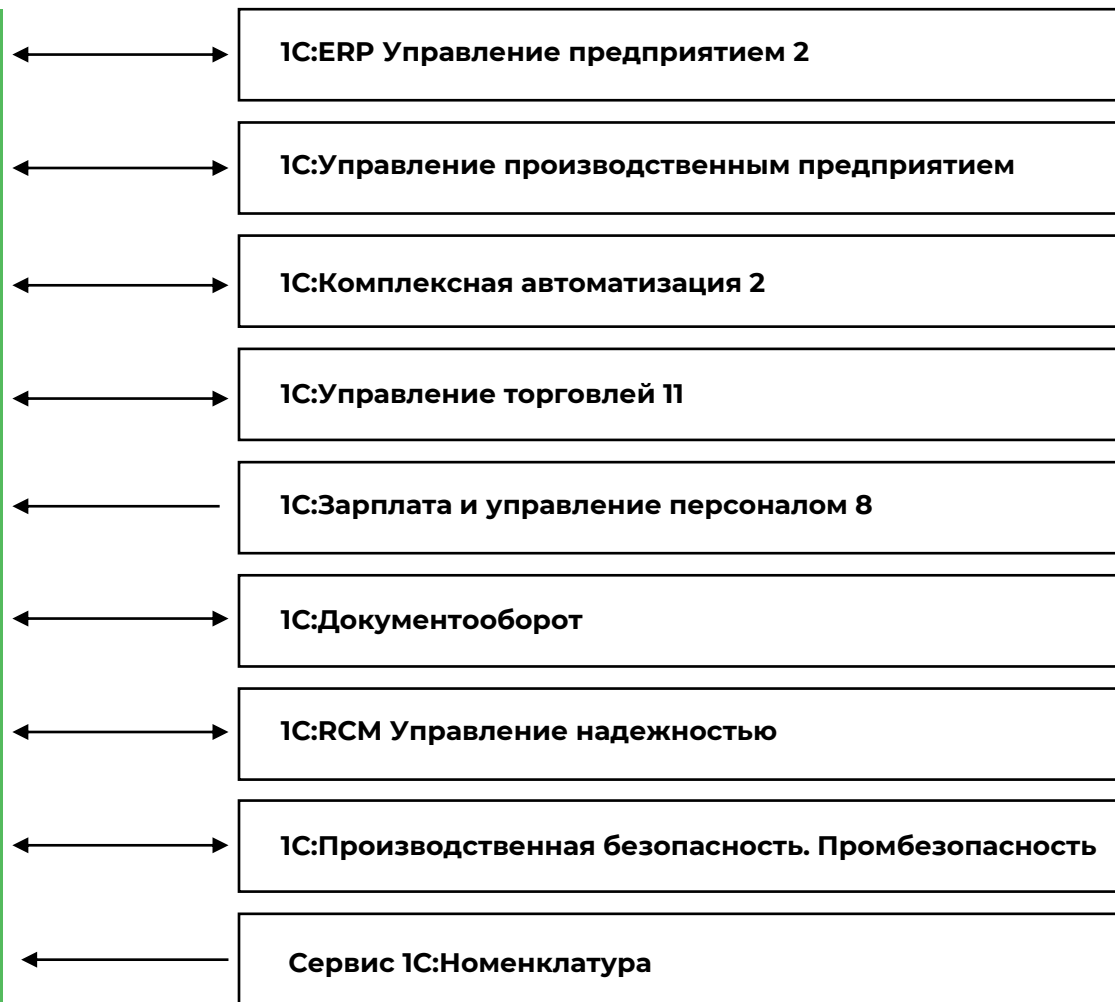 1С:ERP Управление предприятием 2
1С:Управление производственным предприятием
1С:Комплексная автоматизация 2
1С:Управление торговлей 11
1С:Зарплата и управление персоналом 8
1С:Документооборот
1С:RCM Управление надежностью
1С:Производственная безопасность. Промбезопасность
Сервис 1С:Номенклатура